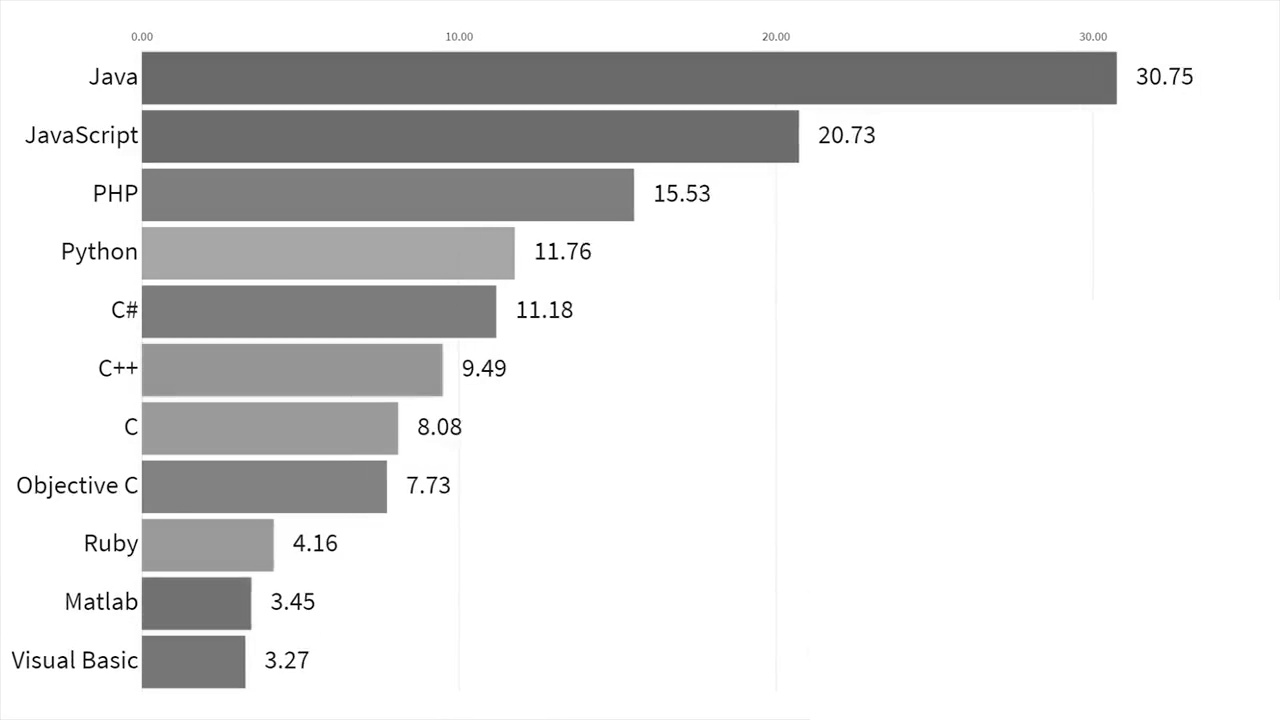 0.00 10.00 20.00 30.00
Java 30.75
JavaScript 20.73
PHP 15.53
Python 11.76
C# 11.18
C++ 9.49
C 8.08
Objective C 7.73
Ruby 4.16
Matlab 3.45
Visual Basic 3.27